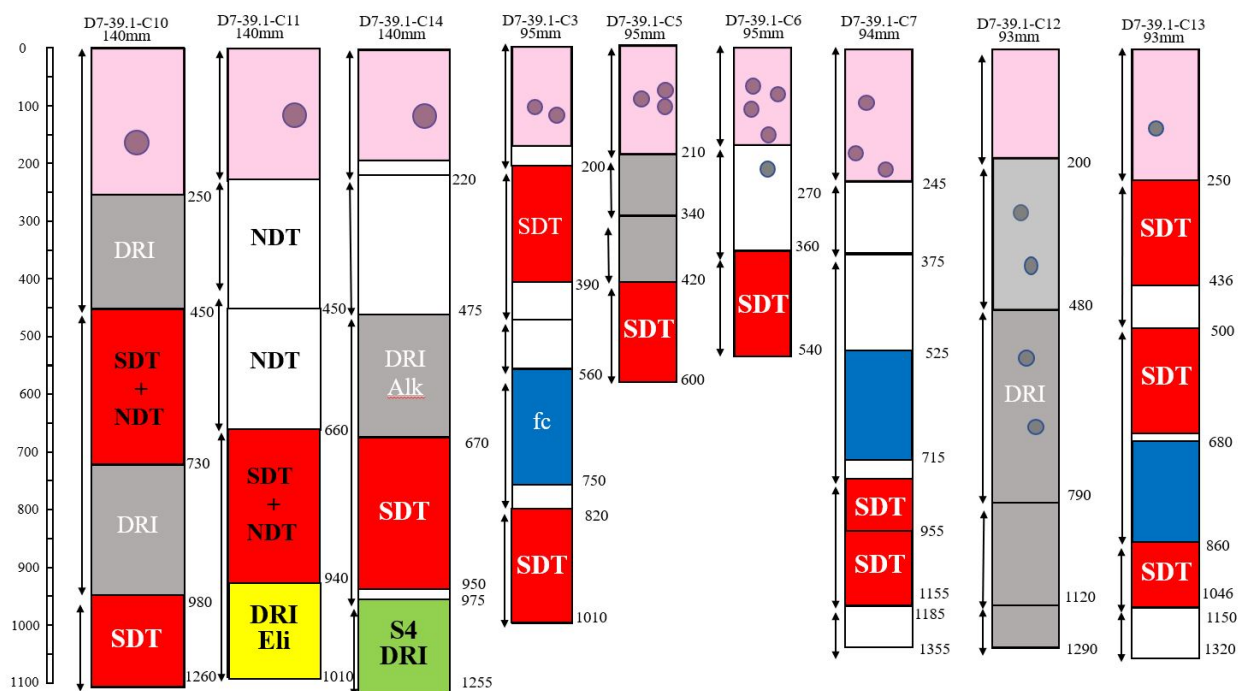 D7-39.1-C10
140mm
D7-39.1-C11
140mm
D7-39.1-C14
140mm
D7-39.1-C3
95mm
D7-39.1-C5
95mm
D7-39.1-C6
95mm
D7-39.1-C7
94mm
D7-39.1-C12
93mm
D7-39.1-C13
93mm
0
100
200
300
400
500
600
700
800
900
1000
1100
250
DRI
450
SDT
+
NDT
730
DRI
980
SDT
1260
NDT
450
NDT
660
SDT
+
NDT
940
DRI
Eli
1010
220
475
DRI
Alk
670
SDT
950
975
S4
DRI
1255
200
SDT
390
560
fc
750
820
SDT
1010
210
340
420
SDT
600
270
360
SDT
540
245
375
525
715
SDT
955
SDT
1155
1185
1355
200
480
DRI
790
1120
1290
250
SDT
436
500
SDT
680
860
SDT
1046
1150
1320